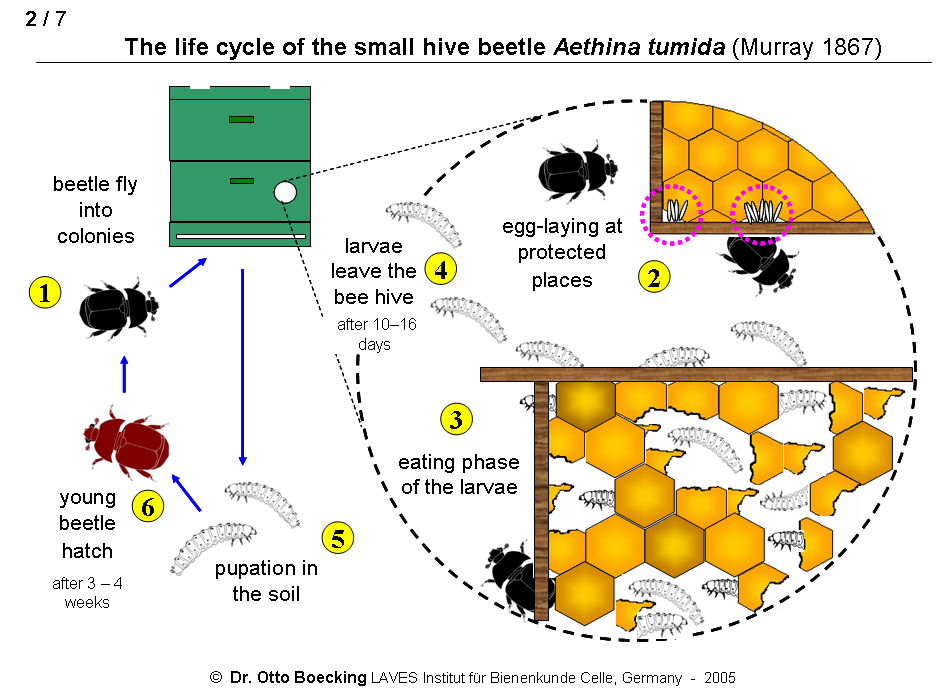 2 / 7
The life cycle of the small hive beetle Aethina tumida (Murray 1867)
beetle fly
into
colonies
1
egg-laying at
protected
places
2
eating phase
of the larvae
3
larvae
leave the
bee hive
after 10–16
days
4
pupation in
the soil
5
young
beetle
hatch
after 3 – 4
weeks
6
© Dr. Otto Boecking LAVES Institut für Bienenkunde Celle, Germany - 2005